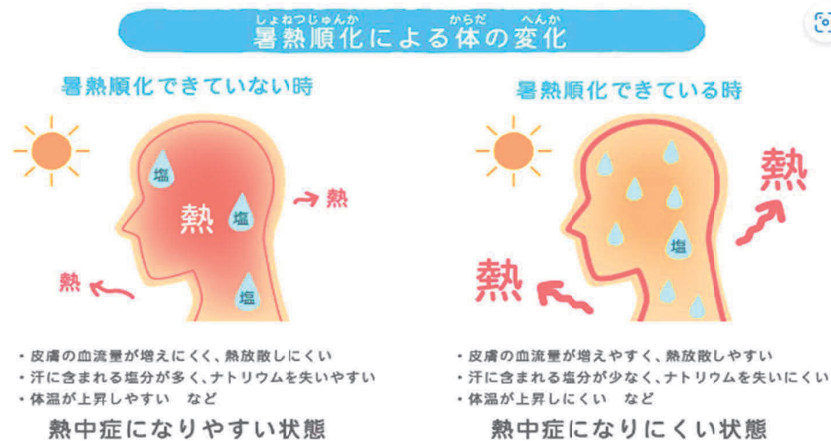 しょねつじゅんか からだ へんか
暑熱順化による体の変化
暑熱順化できていない時
暑熱順化できている時
塩
熱
塩
熱
熱
塩
熱
塩
熱
・皮膚の血流量が増えにくく、熱放散しにくい
・汗に含まれる塩分が多く、ナトリウムを失いやすい
・体温が上昇しやすい など
熱中症になりやすい状態
・皮膚の血流量が増えやすく、熱放散しやすい
・汗に含まれる塩分が少なく、ナトリウムを失いにくい
・体温が上昇しにくい など
熱中症になりにくい状態